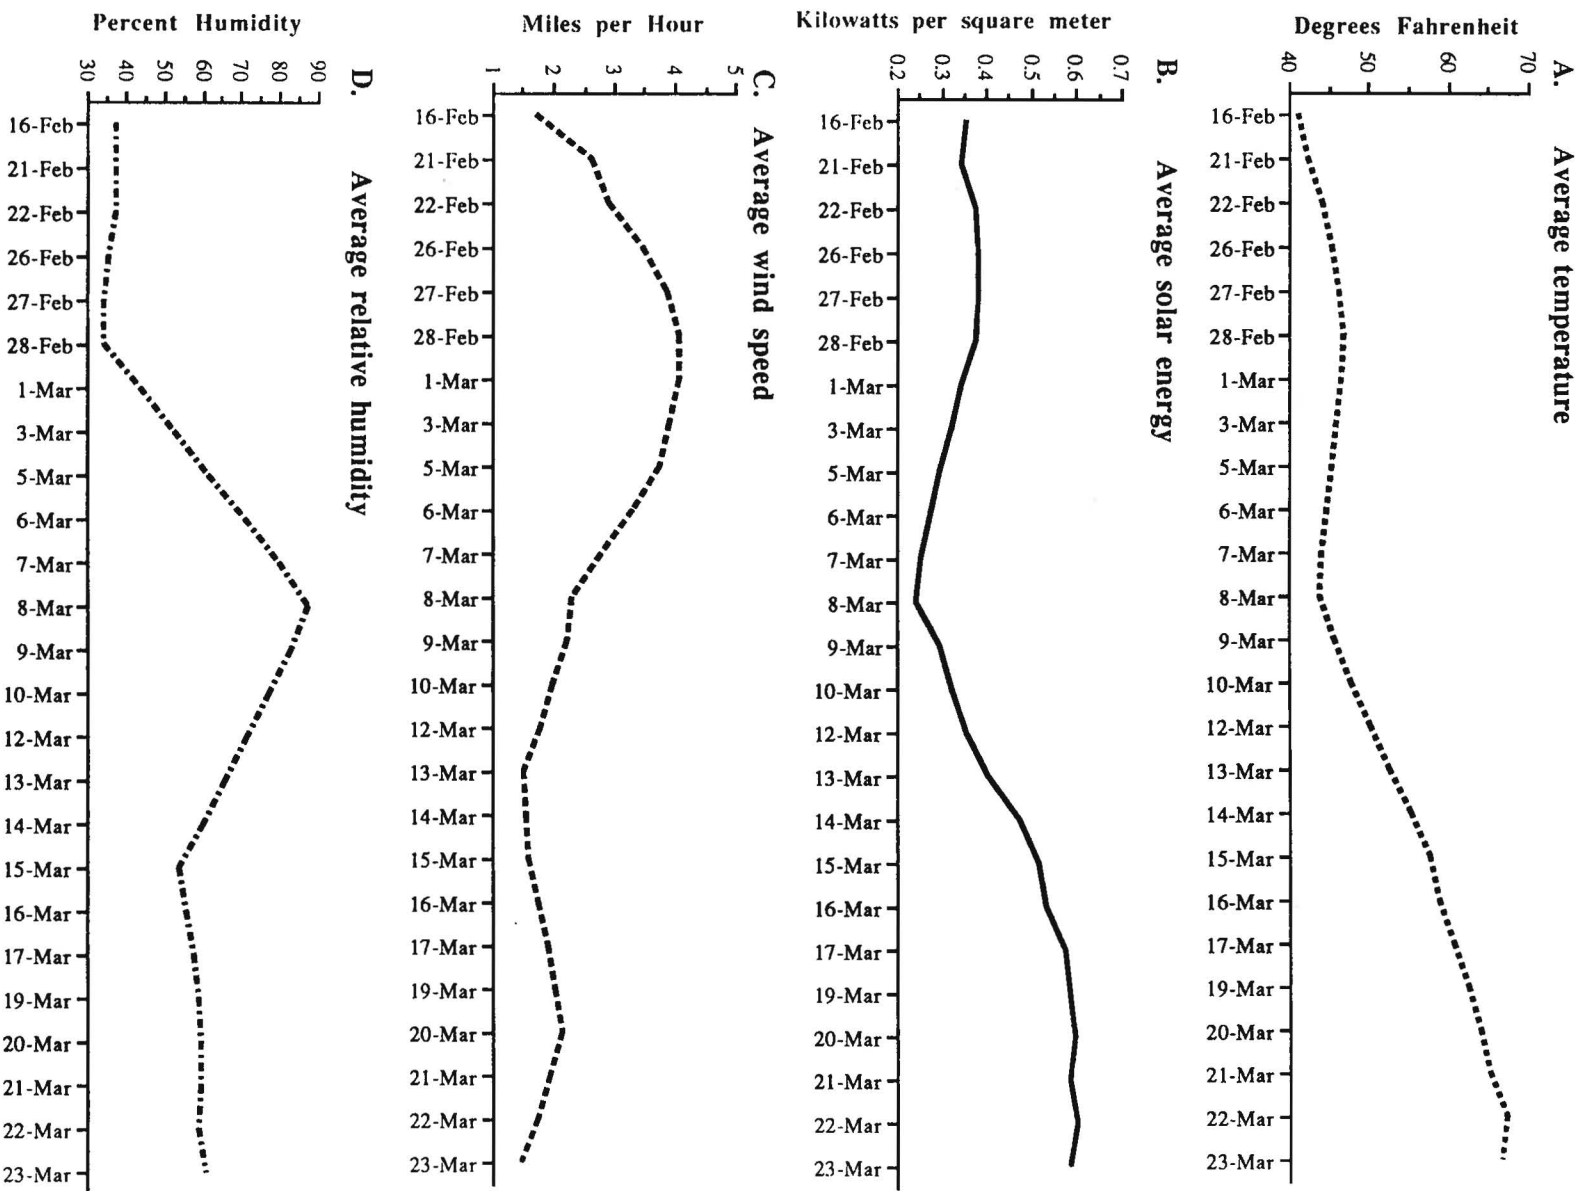 A. Average temperature
Degrees Fahrenheit
40 50 60 70
16-Feb
21-Feb
22-Feb
26-Feb
27-Feb
28-Feb
1-Mar
3-Mar
5-Mar
6-Mar
7-Mar
8-Mar
9-Mar
10-Mar
12-Mar
13-Mar
14-Mar
15-Mar
16-Mar
17-Mar
19-Mar
20-Mar
21-Mar
22-Mar
23-Mar
B. Average solar energy
Kilowatts per square meter
0.2 0.3 0.4 0.5 0.6 0.7
16-Feb
21-Feb
22-Feb
26-Feb
27-Feb
28-Feb
1-Mar
3-Mar
5-Mar
6-Mar
7-Mar
8-Mar
9-Mar
10-Mar
12-Mar
13-Mar
14-Mar
15-Mar
16-Mar
17-Mar
19-Mar
20-Mar
21-Mar
22-Mar
23-Mar
C. Average wind speed
Miles per Hour
1 2 3 4 5
16-Feb
21-Feb
22-Feb
26-Feb
27-Feb
28-Feb
1-Mar
3-Mar
5-Mar
6-Mar
7-Mar
8-Mar
9-Mar
10-Mar
12-Mar
13-Mar
14-Mar
15-Mar
16-Mar
17-Mar
19-Mar
20-Mar
21-Mar
22-Mar
23-Mar
D. Average relative humidity
Percent Humidity
30 40 50 60 70 80 90
16-Feb
21-Feb
22-Feb
26-Feb
27-Feb
28-Feb
1-Mar
3-Mar
5-Mar
6-Mar
7-Mar
8-Mar
9-Mar
10-Mar
12-Mar
13-Mar
14-Mar
15-Mar
16-Mar
17-Mar
19-Mar
20-Mar
21-Mar
22-Mar
23-Mar